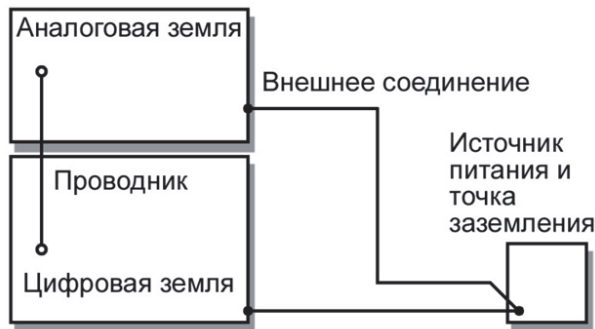 Аналоговая земля
Внешнее соединение
Источник
питания и
точка
заземления
Проводник
Цифровая земля